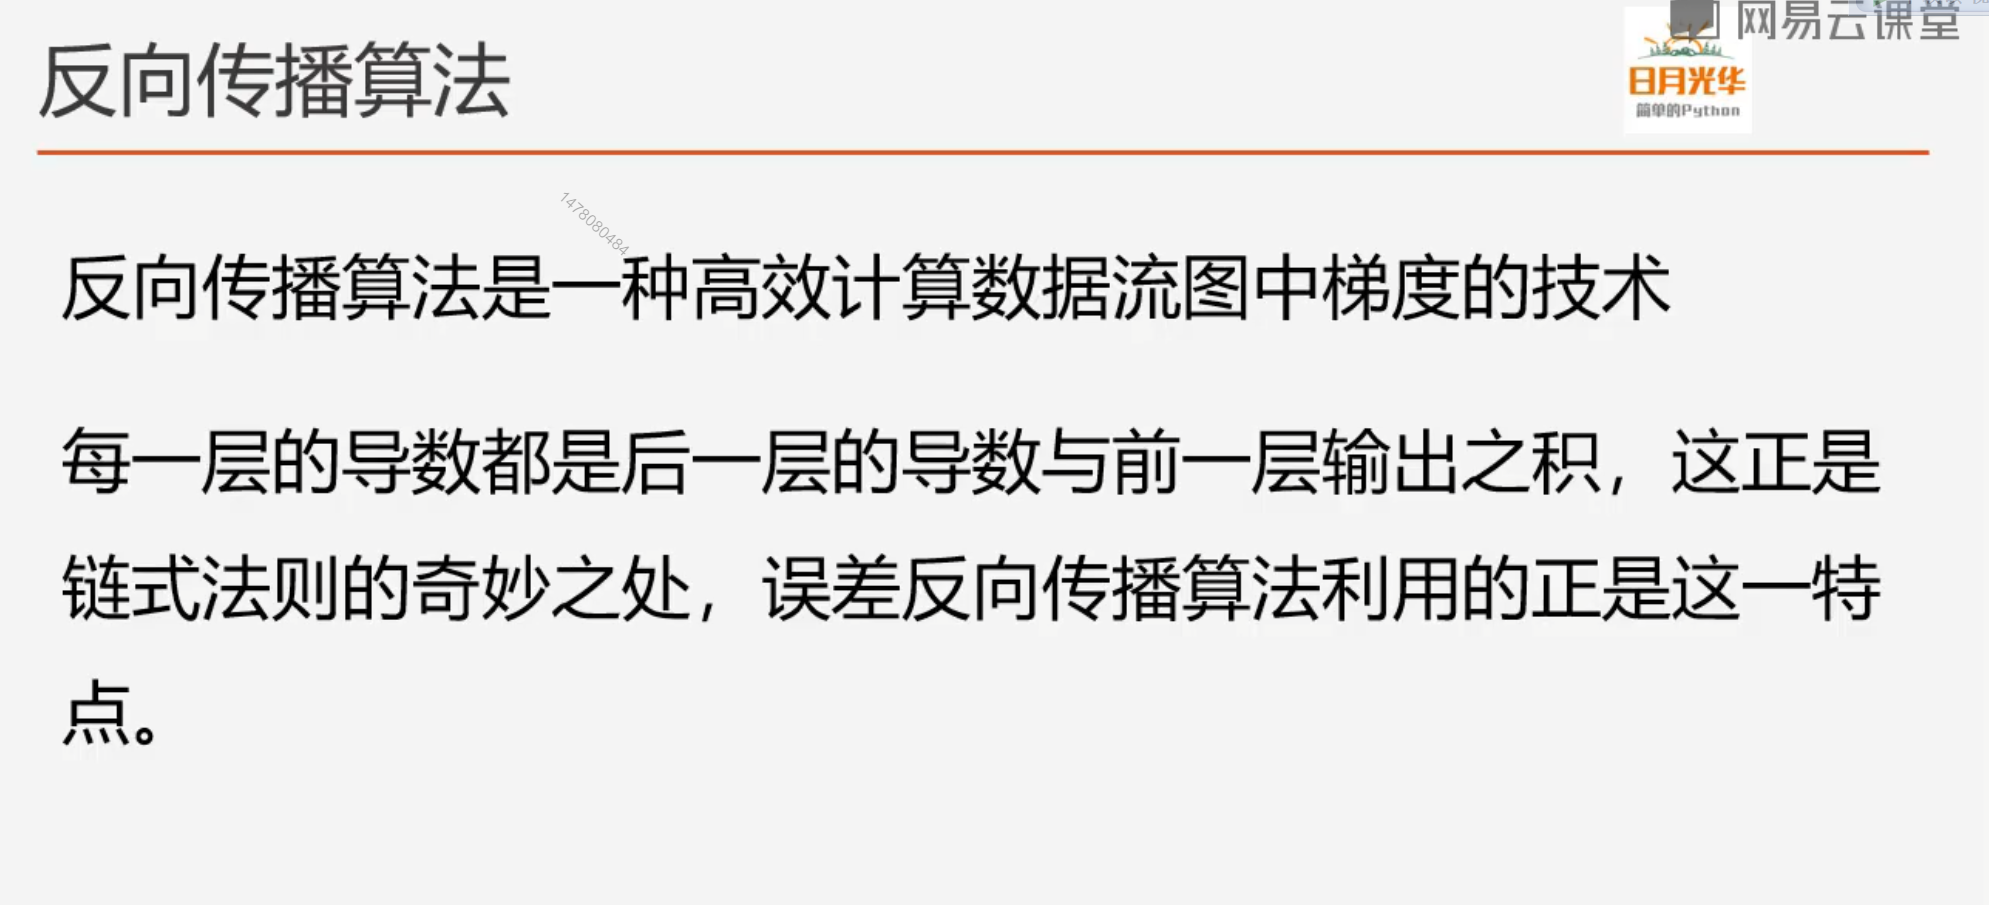 网易云课堂
反向传播算法
日月光华
简单的Python
1478080484
反向传播算法是一种高效计算数据流图中梯度的技术
每一层的导数都是后一层的导数与前一层输出之积，这正是
链式法则的奇妙之处，误差反向传播算法利用的正是这一特
点。